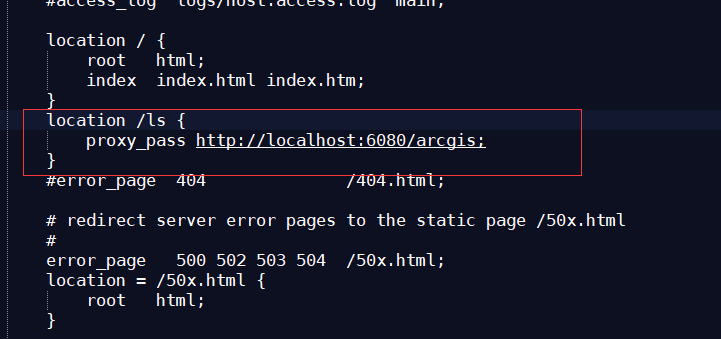 #access_log  logs/host.access.log  main;
location / {
root   html;
index  index.html index.htm;
}
location /ls {
proxy_pass http://localhost:6080/arcgis;
}
#error_page  404              /404.html;
# redirect server error pages to the static page /50x.html
#
error_page   500 502 503 504  /50x.html;
location = /50x.html {
root   html;
}